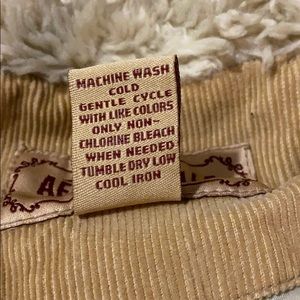 MACHINE WASH
COLD
GENTLE CYCLE
WITH LIKE COLORS
ONLY NON-
CHLORINE BLEACH
WHEN NEEDED
TUMBLE DRY LOW
COOL IRON